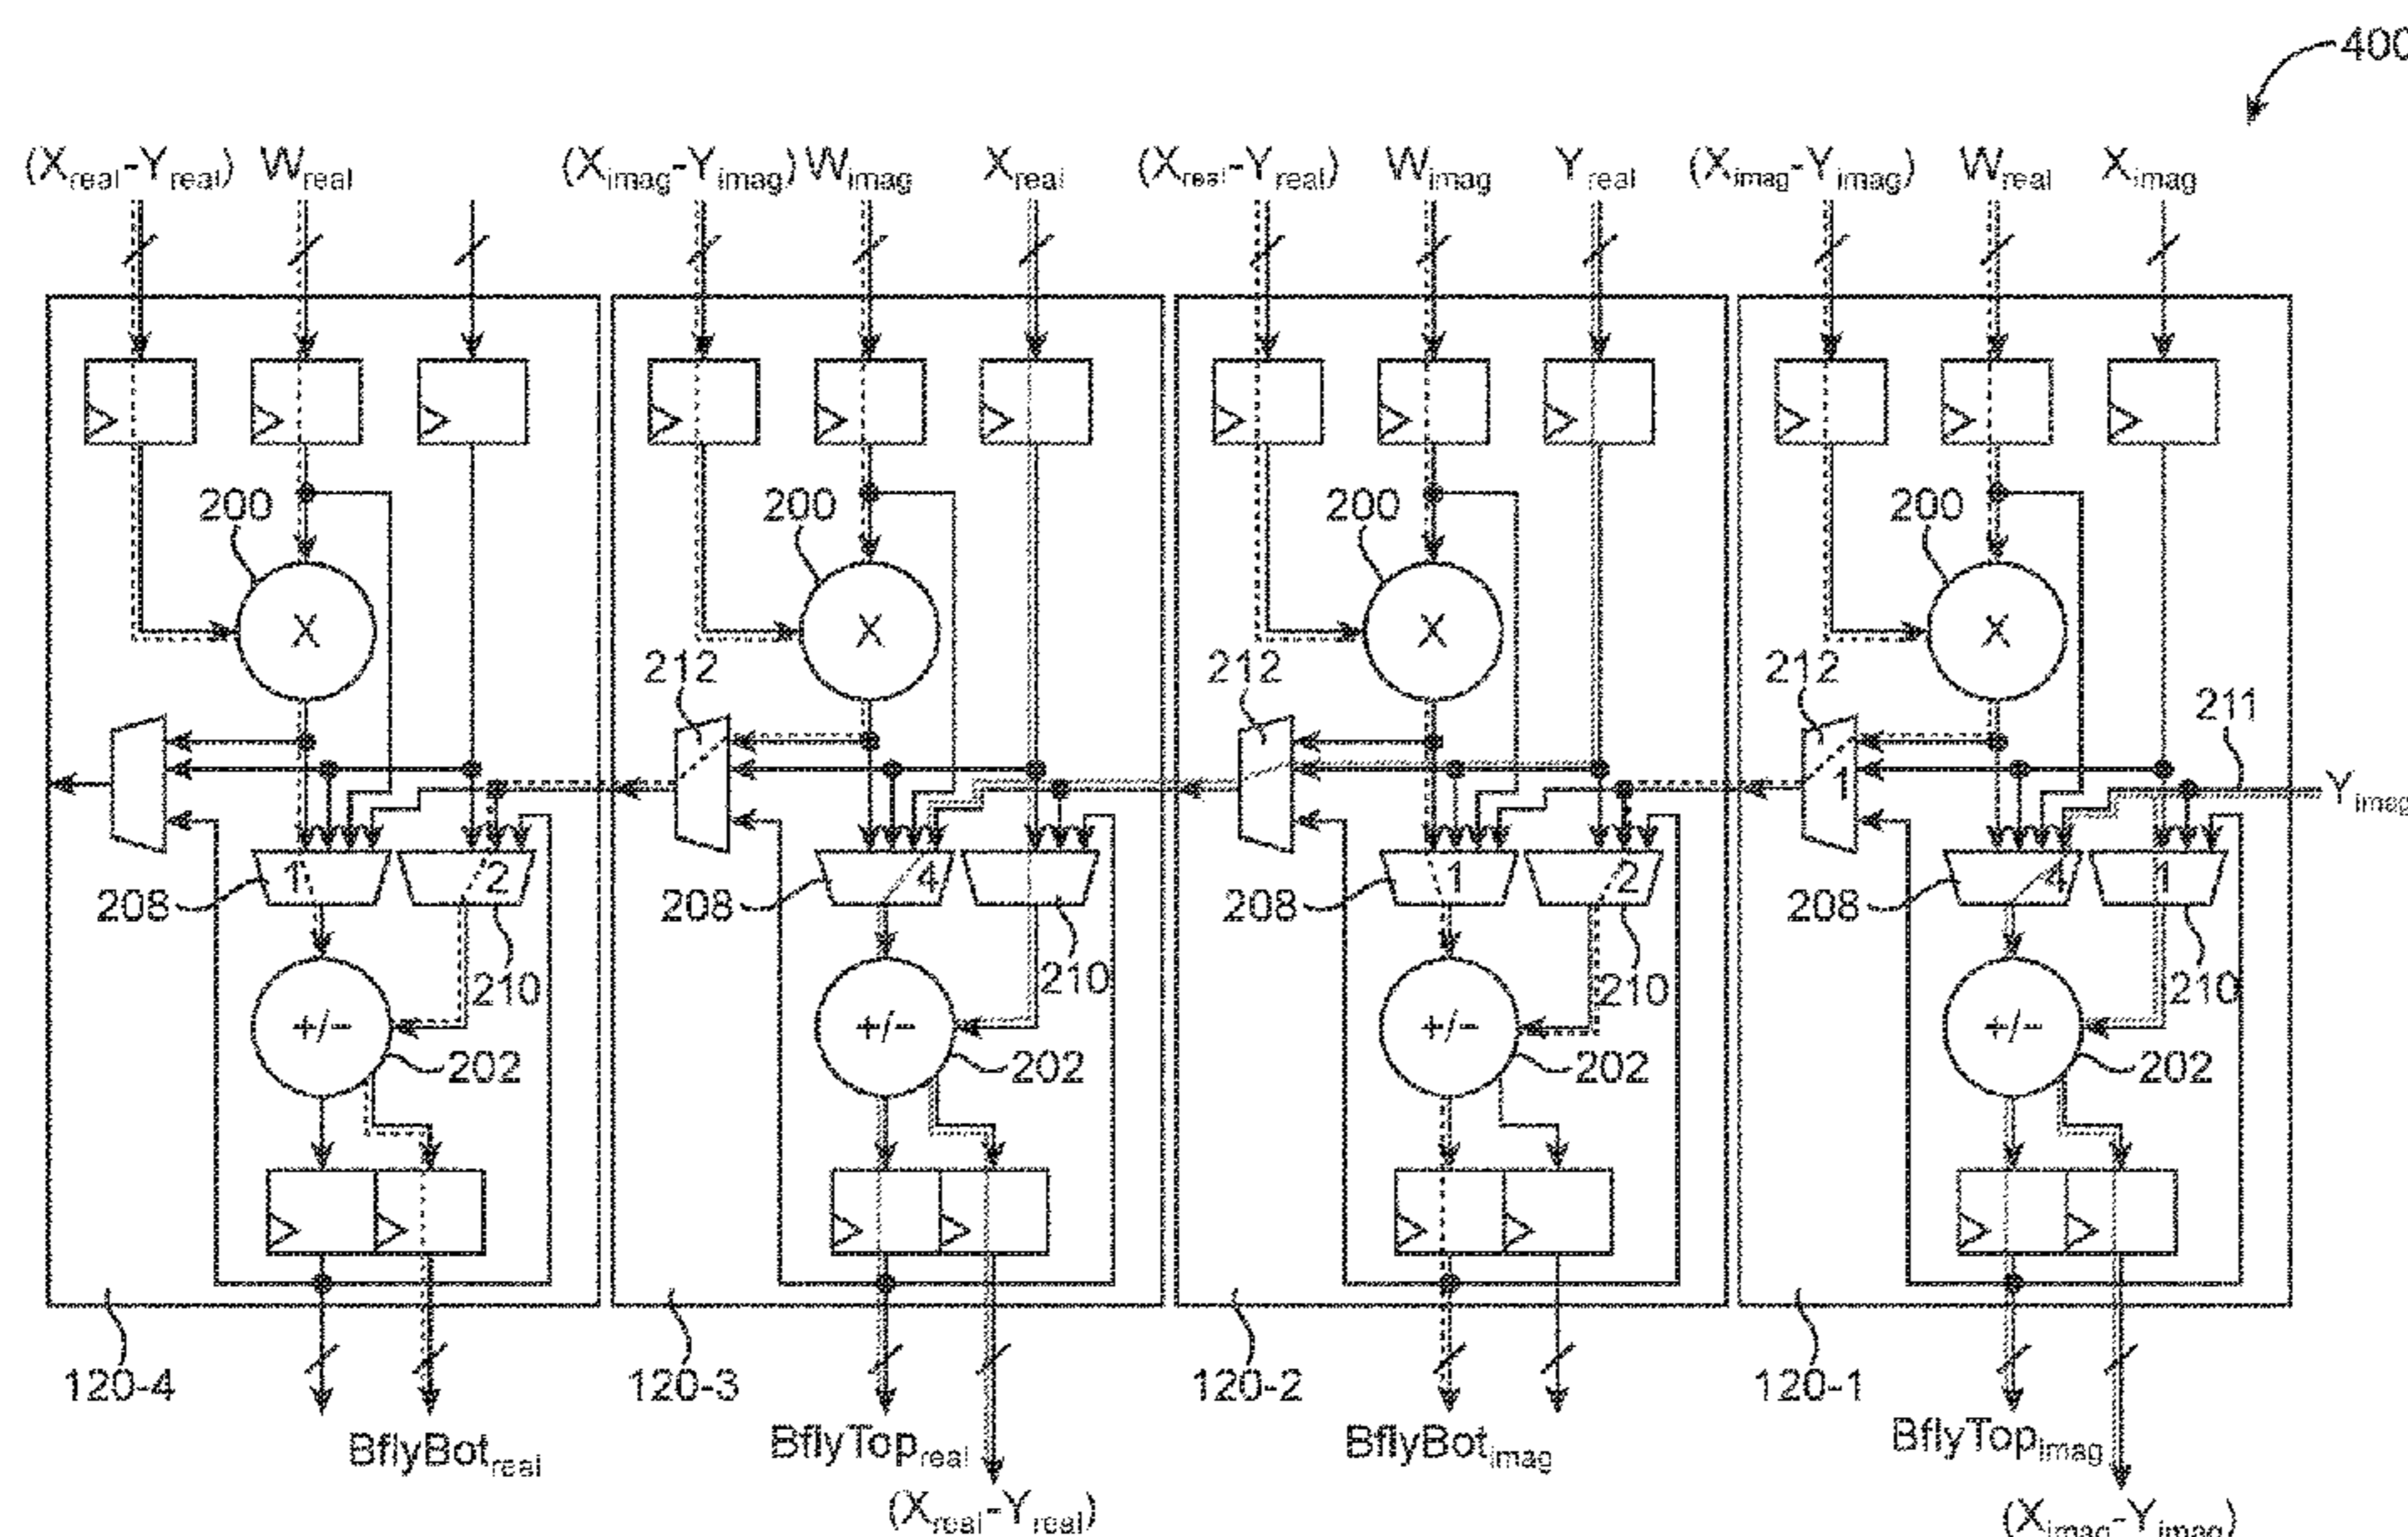 400
(Xreal-Yreal) Wreal (Ximag-Yimag) Wimag Xreal (Xreal-Yreal) Wimag Yreal (Ximag-Yimag) Wreal Ximag
200 200 200 200
X X X X
212 212 212
211
1
Yimag
1 2 4 1 2 4 1
208 208 208 208
210 210 210 210
+/- +/- +/- +/-
202 202 202 202
120-4 120-3 120-2 120-1
BflyBotreal BflyTopreal BflyBotimag BflyTopimag
(Xreal-Yreal) (Ximag-Yimag)